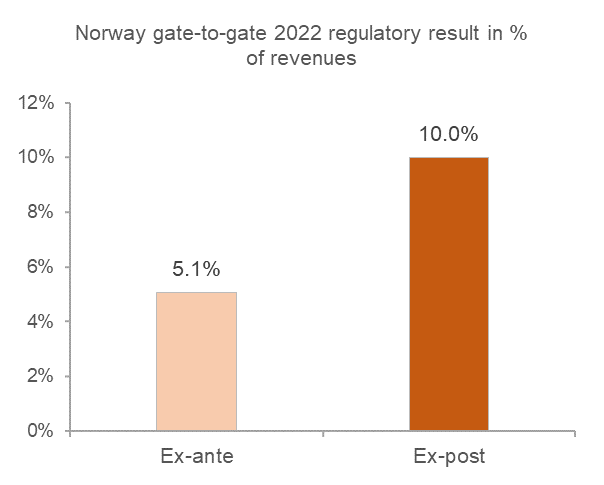 Norway gate-to-gate 2022 regulatory result in %
of revenues
12%
10%
8%
6%
4%
2%
0%
5.1%
10.0%
Ex-ante
Ex-post